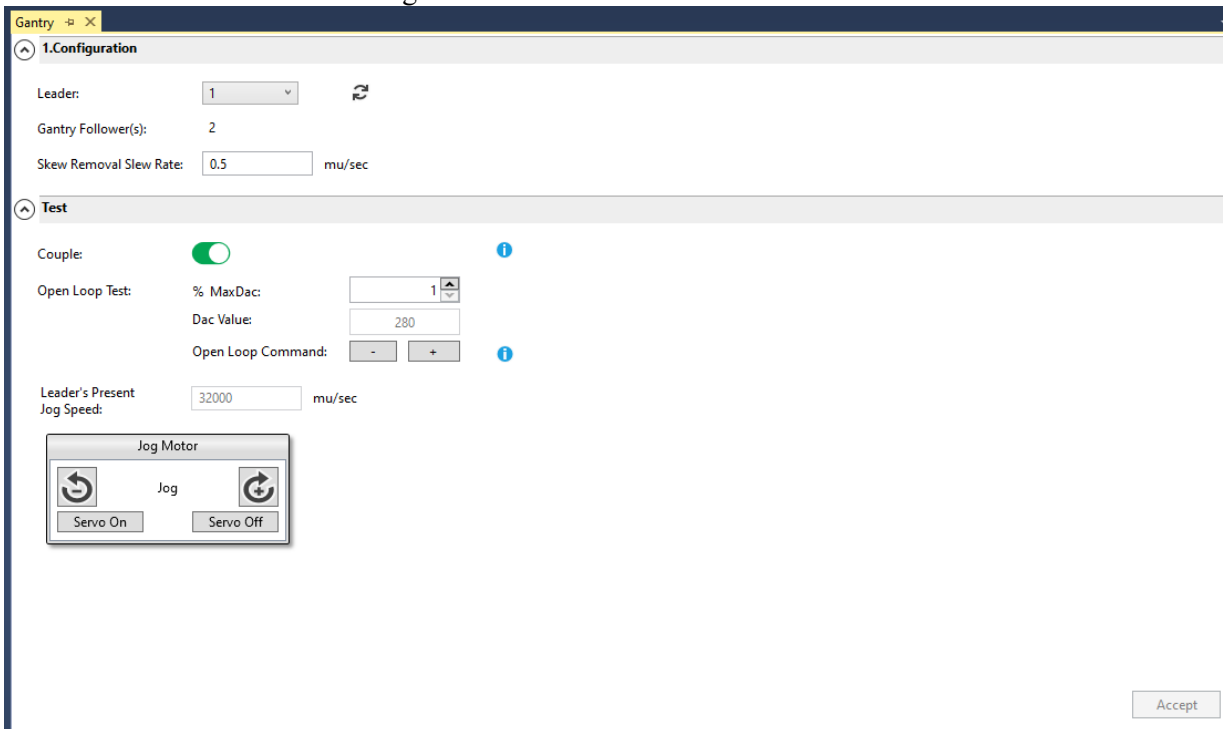 Gantry
1.Configuration
Leader: 1
Gantry Follower(s): 2
Skew Removal Slew Rate: 0.5 mu/sec
Test
Couple:
Open Loop Test: % MaxDac: 1
Dac Value: 280
Open Loop Command: - +
Leader's Present
Jog Speed: 32000 mu/sec
Jog Motor
Jog
Servo On Servo Off
Accept